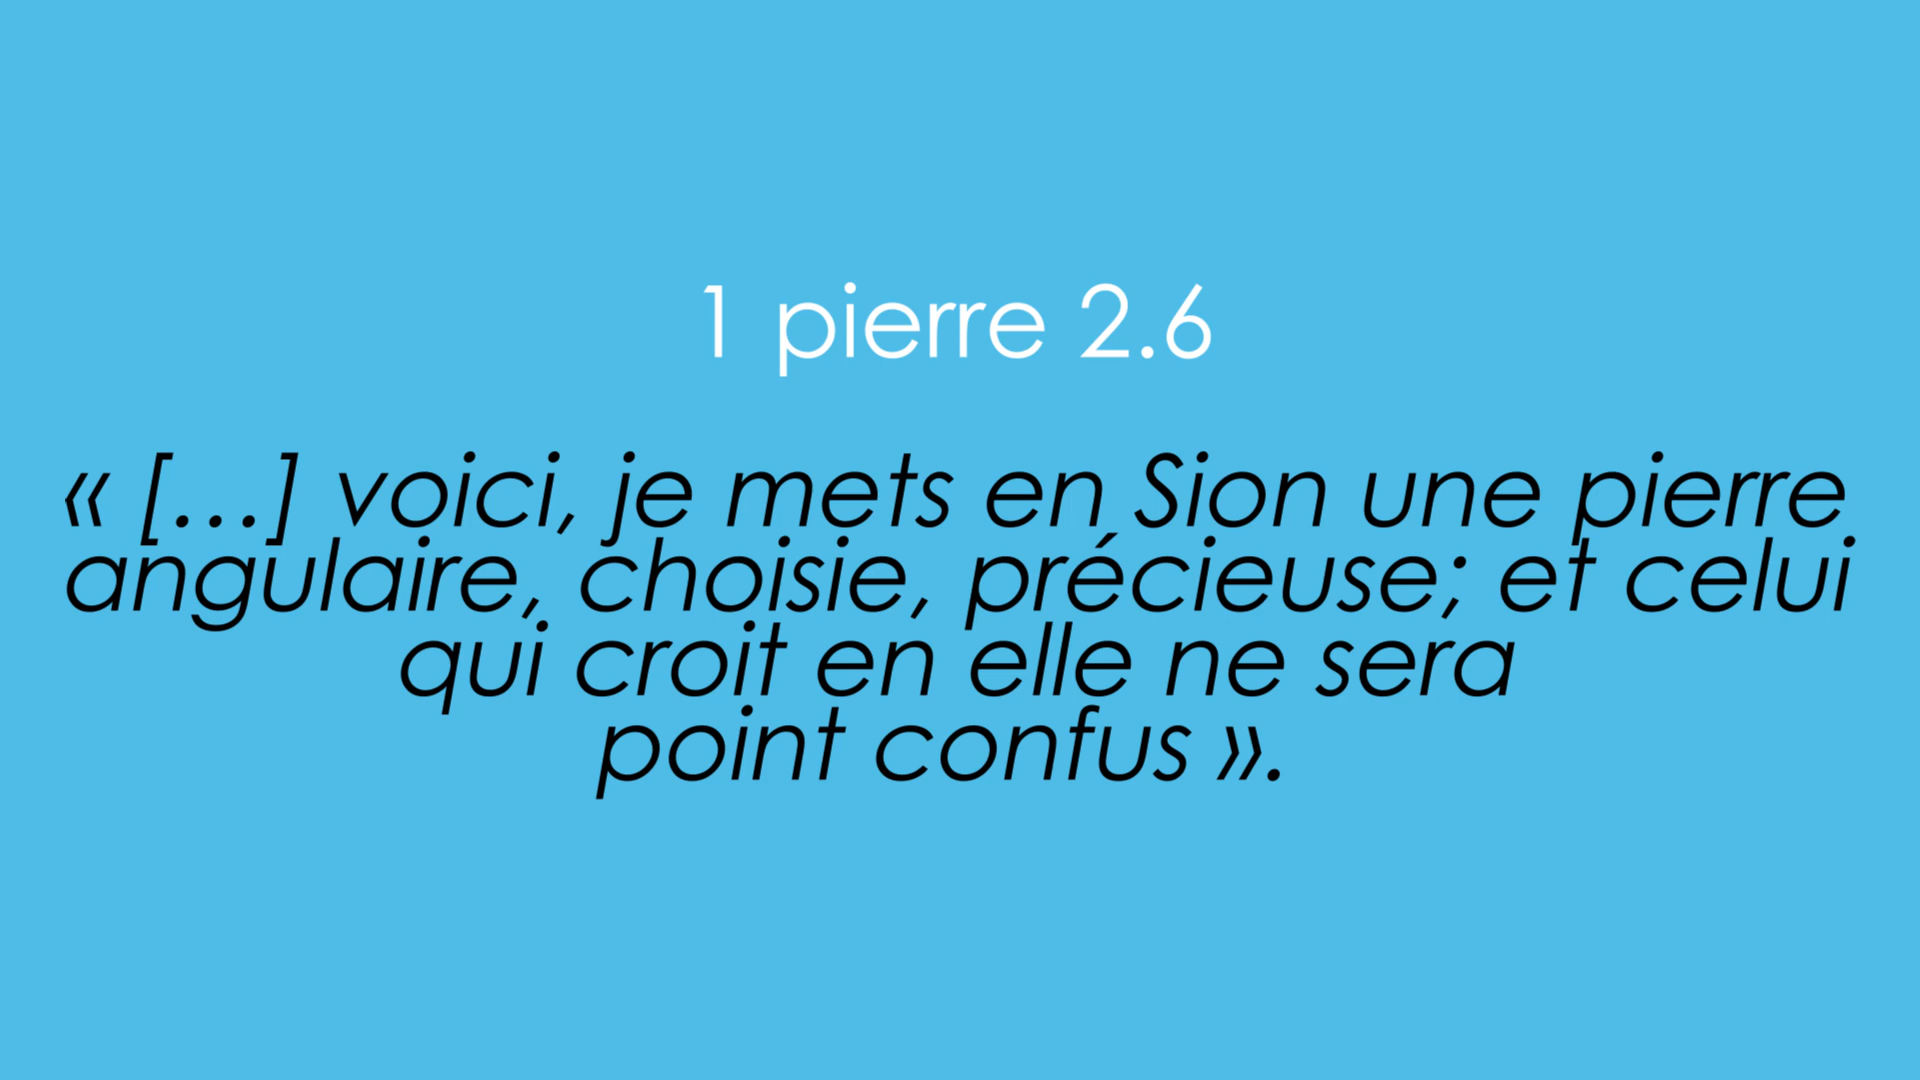 1 pierre 2.6
« [...] voici, je mets en Sion une pierre
angulaire, choisie, précieuse; et celui
qui croit en elle ne sera
point confus ».